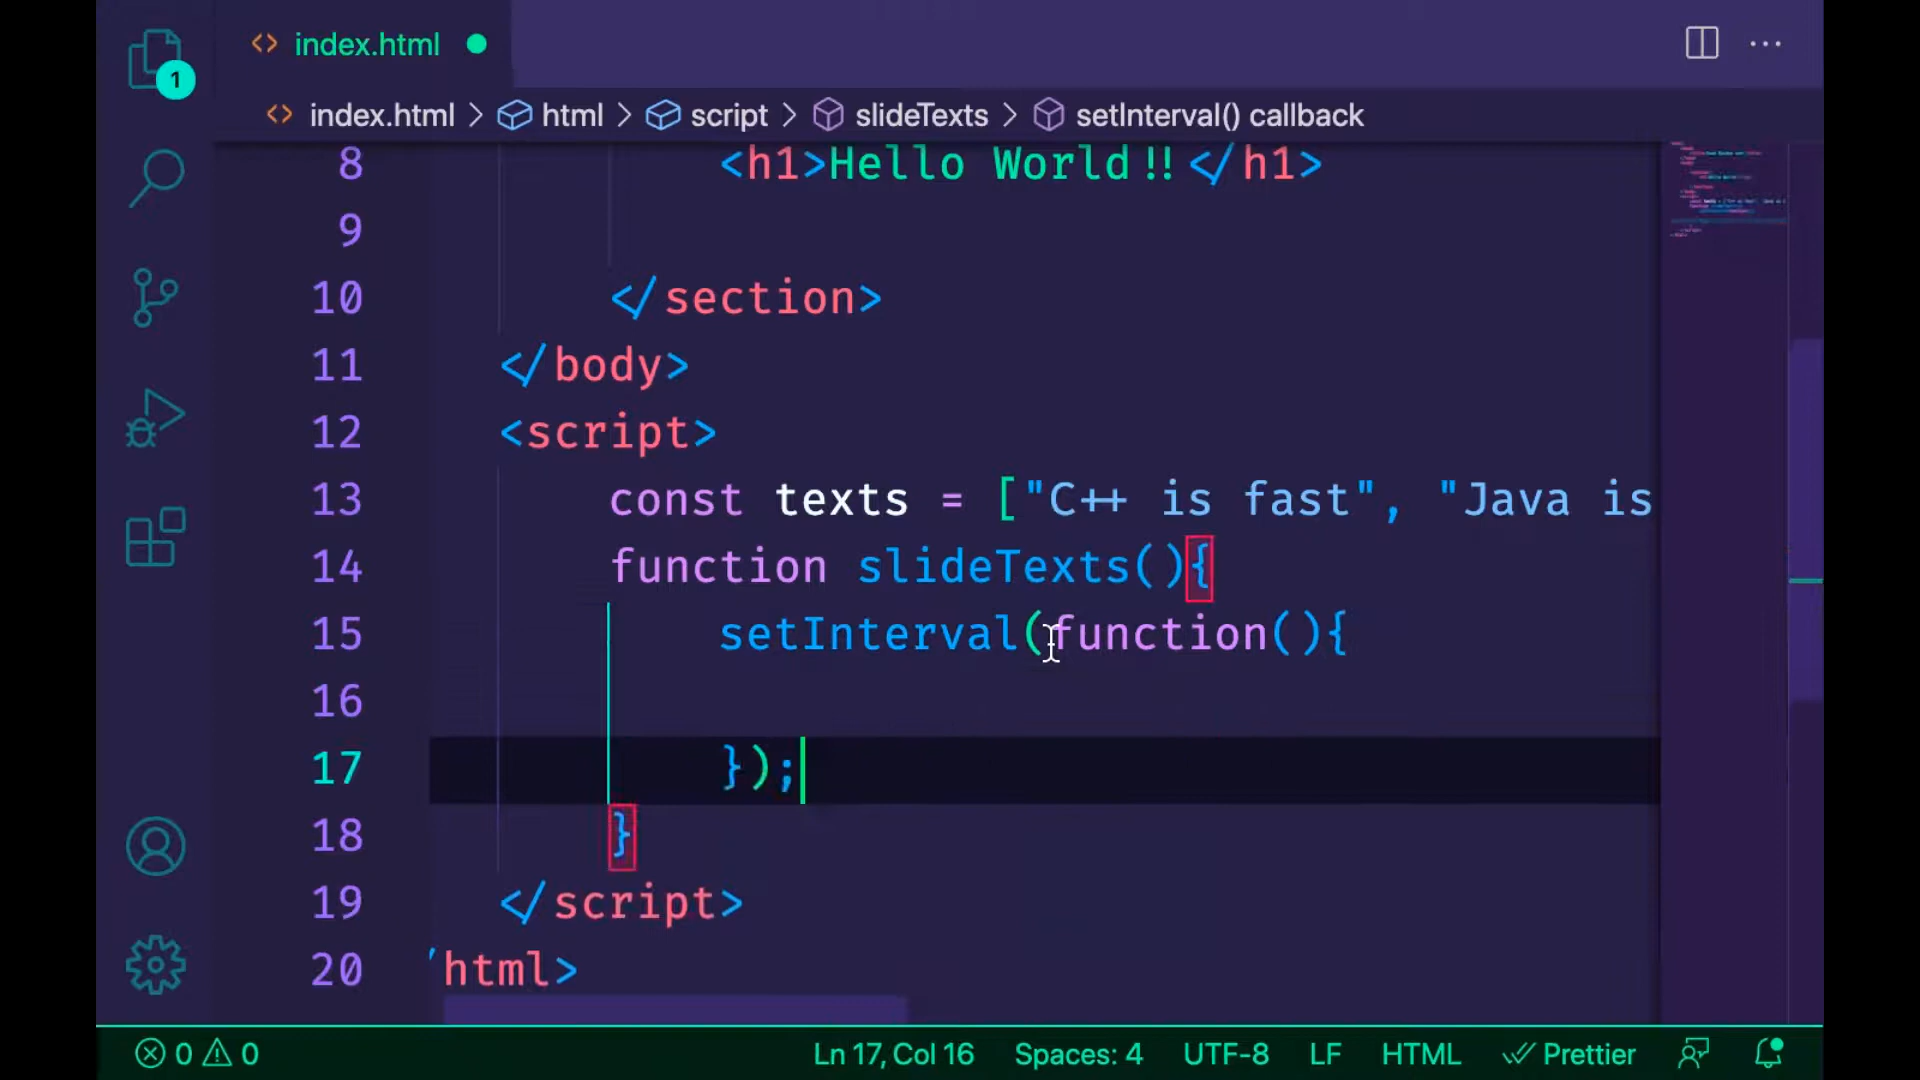 index.html
1
index.html > html > script > slideTexts > setInterval() callback
8 <h1>Hello World!!</h1>
9
10 </section>
11 </body>
12 <script>
13 const texts = ["C++ is fast", "Java is
14 function slideTexts(){
15 setInterval(function(){
16
17 });
18 }
19 </script>
20 /html>
0 0 Ln 17, Col 16 Spaces: 4 UTF-8 LF HTML Prettier